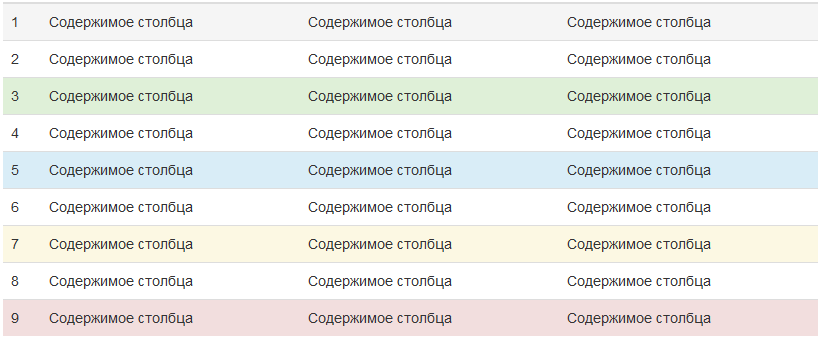 1 Содержимое столбца Содержимое столбца Содержимое столбца
2 Содержимое столбца Содержимое столбца Содержимое столбца
3 Содержимое столбца Содержимое столбца Содержимое столбца
4 Содержимое столбца Содержимое столбца Содержимое столбца
5 Содержимое столбца Содержимое столбца Содержимое столбца
6 Содержимое столбца Содержимое столбца Содержимое столбца
7 Содержимое столбца Содержимое столбца Содержимое столбца
8 Содержимое столбца Содержимое столбца Содержимое столбца
9 Содержимое столбца Содержимое столбца Содержимое столбца